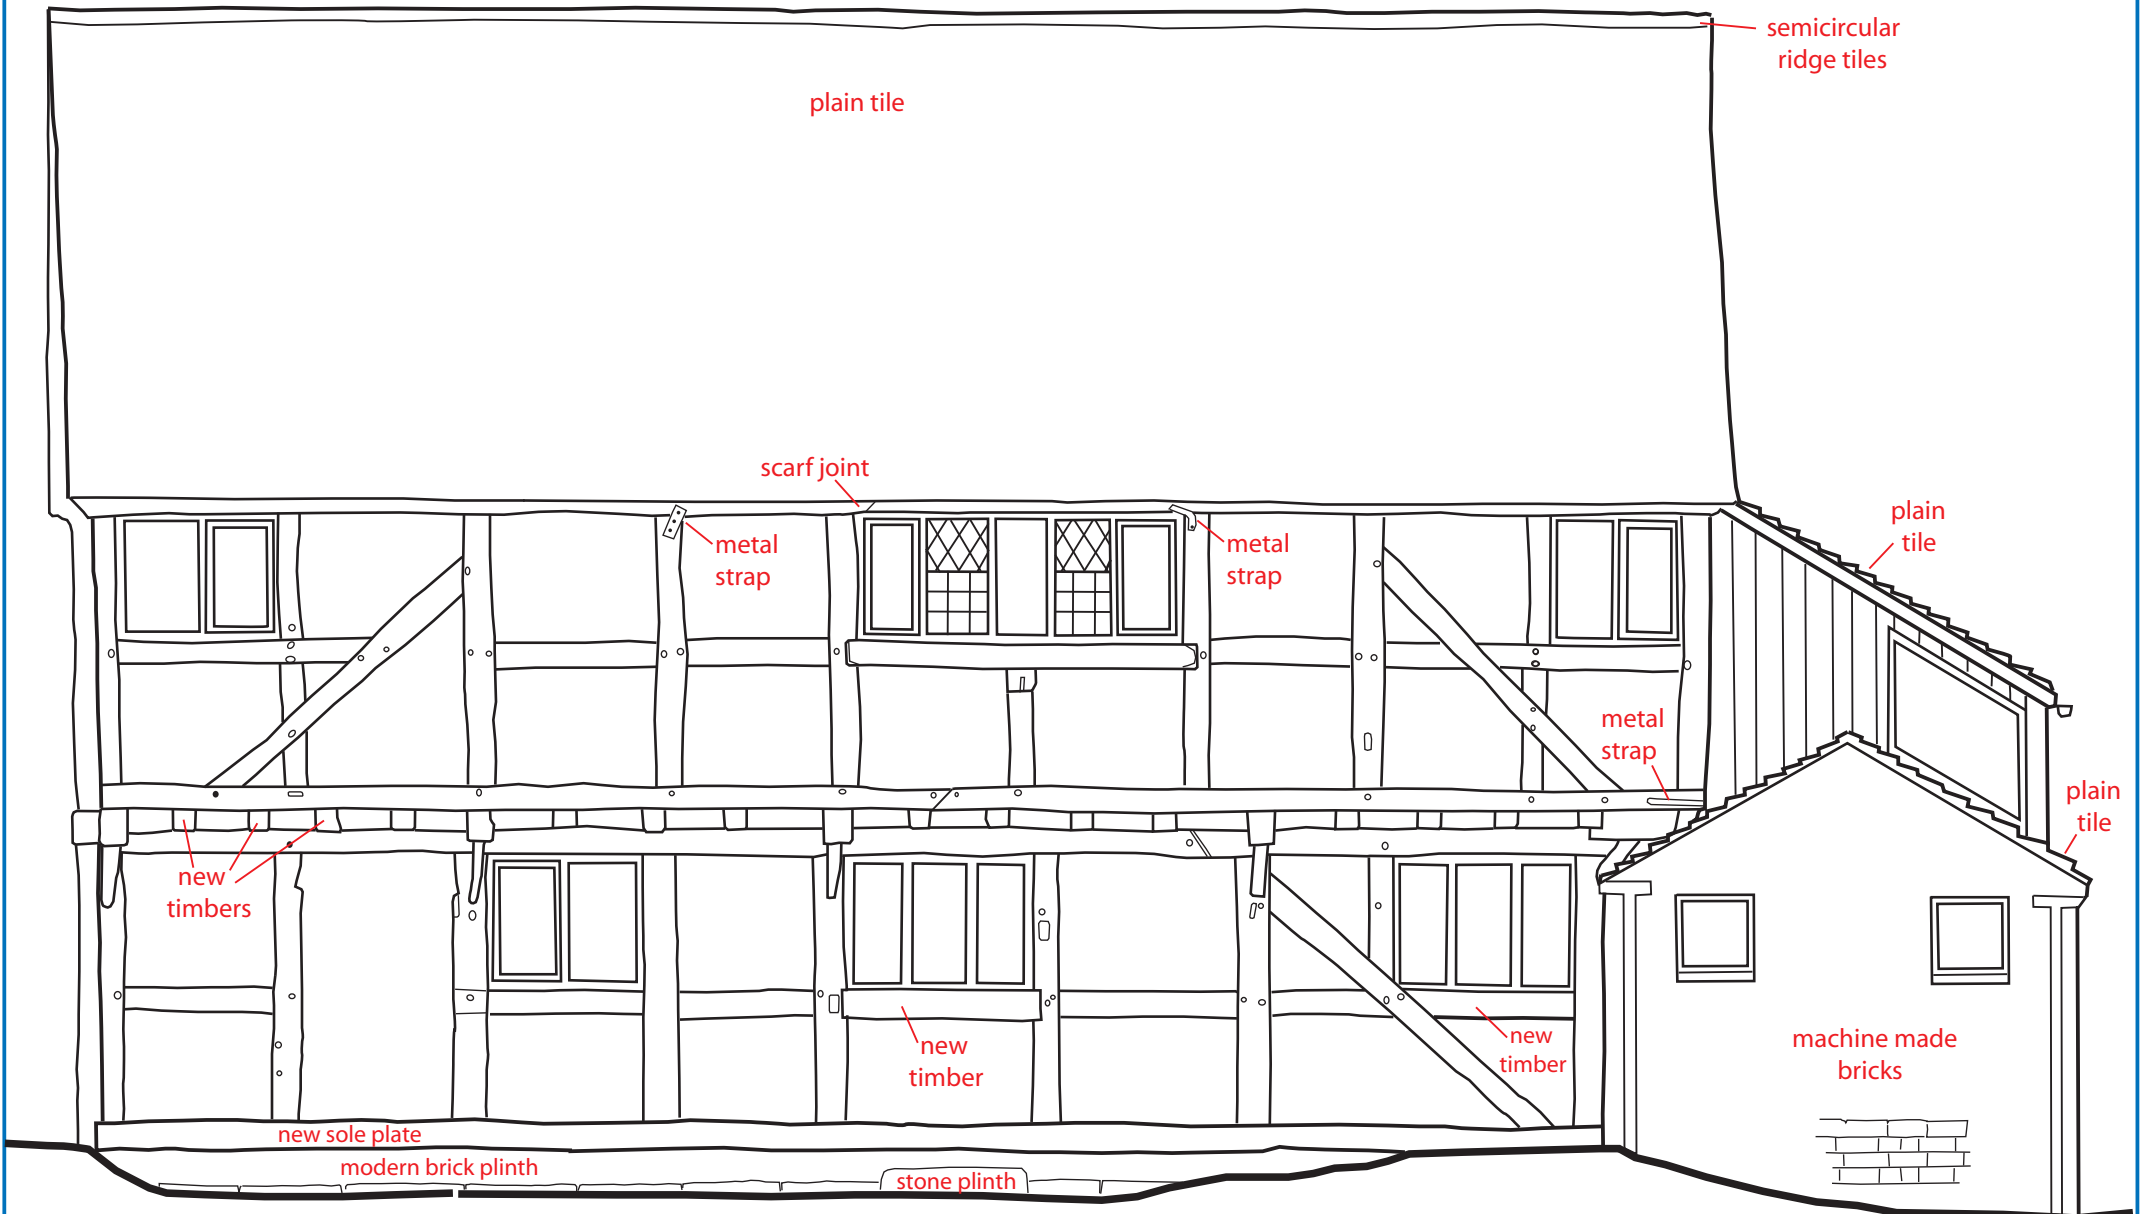 semicircular
ridge tiles
plain tile
scarf joint
metal
strap
metal
strap
plain
tile
metal
strap
plain
tile
new
timbers
new
timber
new
timber
machine made
bricks
new sole plate
modern brick plinth
stone plinth